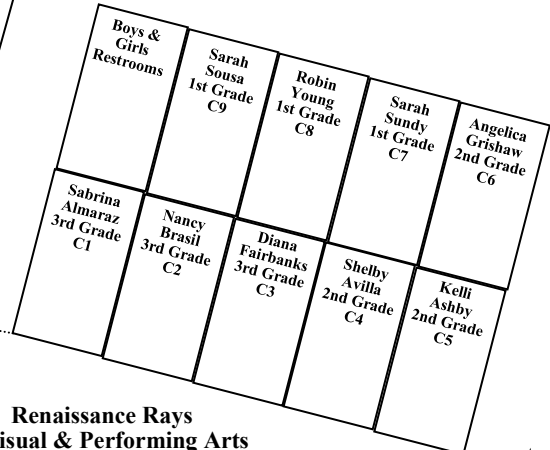 Boys &
Girls
Restrooms
Sarah
Sousa
1st Grade
C9
Robin
Young
1st Grade
C8
Sarah
Sundy
1st Grade
C7
Angelica
Grishaw
2nd Grade
C6
Sabrina
Almaraz
3rd Grade
C1
Nancy
Brasil
3rd Grade
C2
Diana
Fairbanks
3rd Grade
C3
Shelby
Avilla
2nd Grade
C4
Kelli
Ashby
2nd Grade
C5
Renaissance Rays
isual & Performing Arts